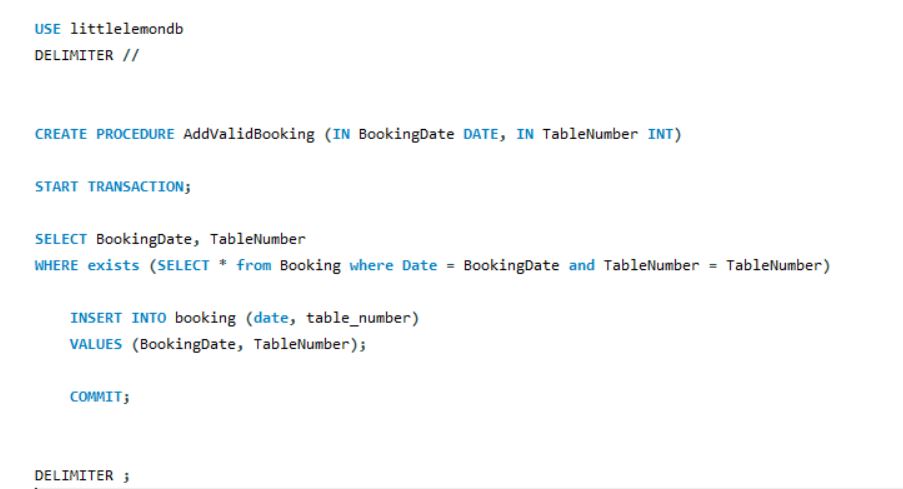 USE littlelemondb
DELIMITER //
CREATE PROCEDURE AddValidBooking (IN BookingDate DATE, IN TableNumber INT)
START TRANSACTION;
SELECT BookingDate, TableNumber
WHERE exists (SELECT * from Booking where Date = BookingDate and TableNumber = TableNumber)
INSERT INTO booking (date, table_number)
VALUES (BookingDate, TableNumber);
COMMIT;
DELIMITER ;